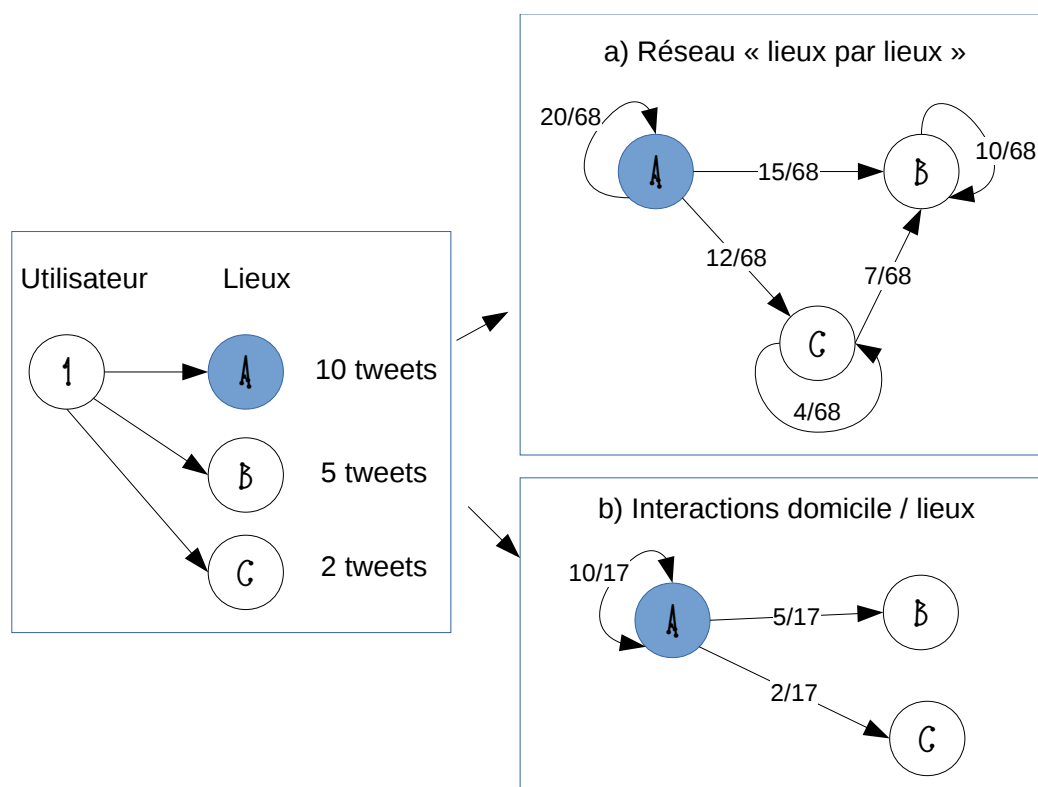 Utilisateur Lieux
1 A 10 tweets
B 5 tweets
C 2 tweets
a) Réseau « lieux par lieux »
20/68
10/68
A 15/68 B
12/68 7/68
C
4/68
b) Interactions domicile / lieux
10/17
A 5/17 B
2/17
C